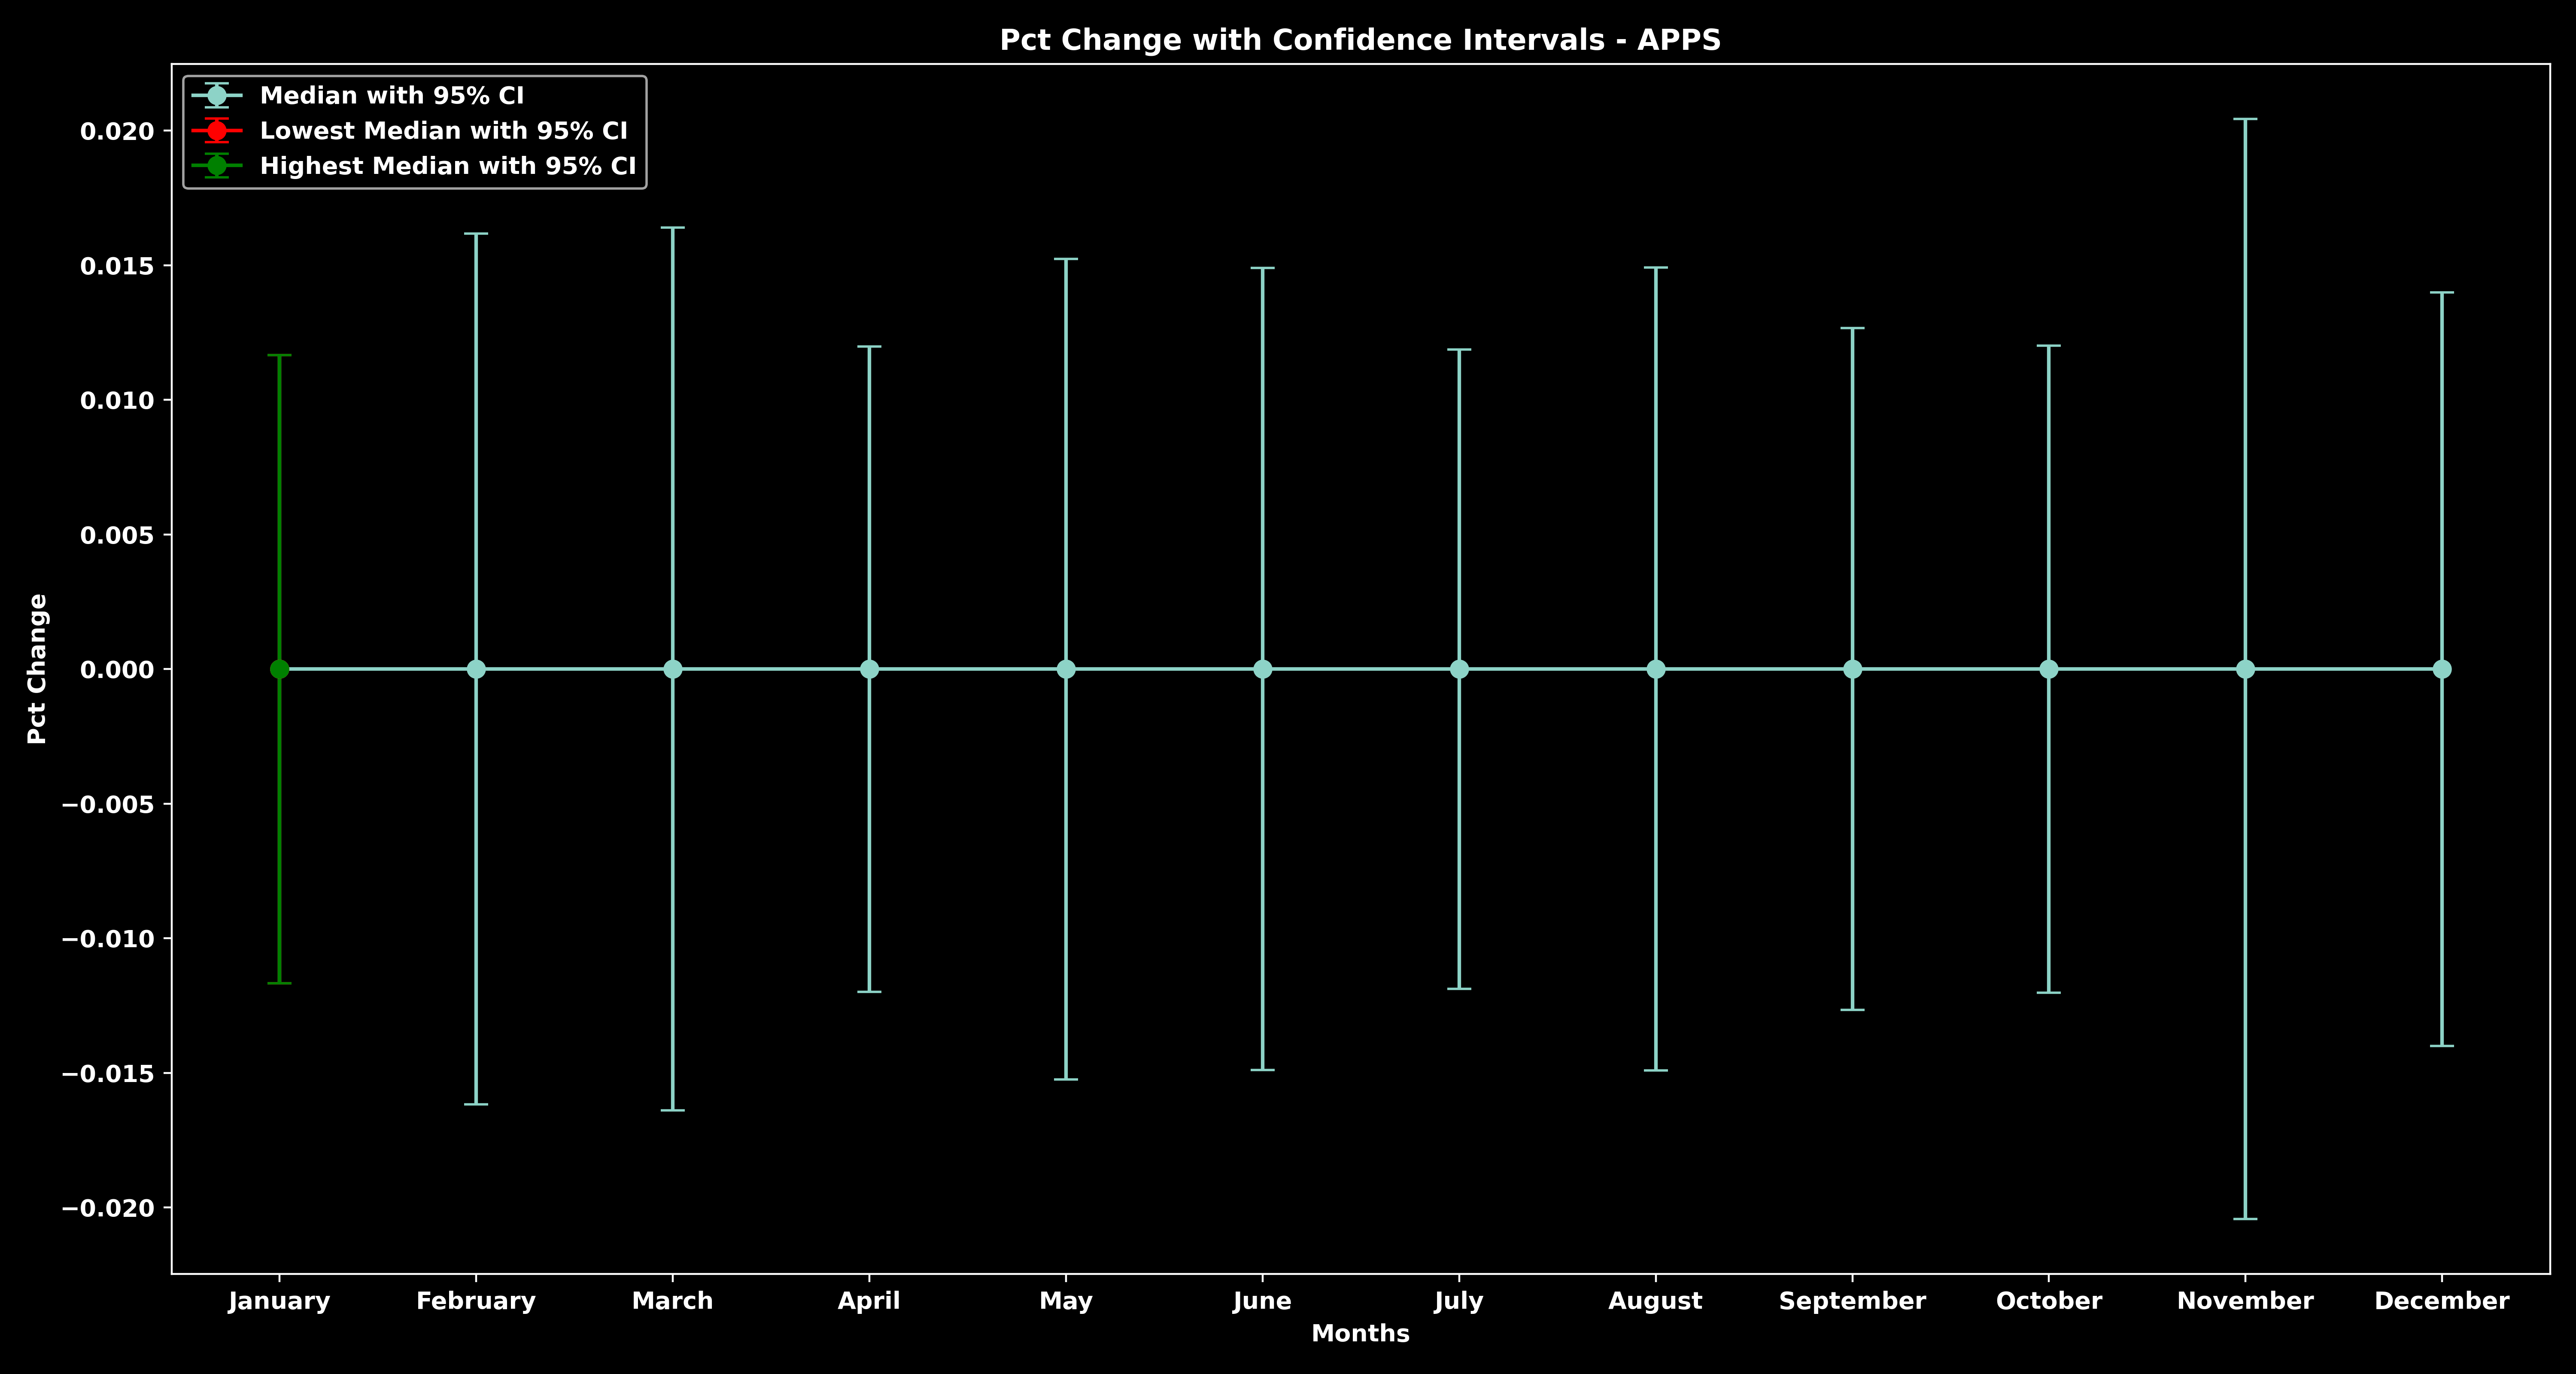 Pct Change with Confidence Intervals - APPS
Median with 95% CI
Lowest Median with 95% CI
Highest Median with 95% CI
0.020
0.015
0.010
0.005
0.000
−0.005
−0.010
−0.015
−0.020
Pct Change
January February March April May June July August September October November December
Months